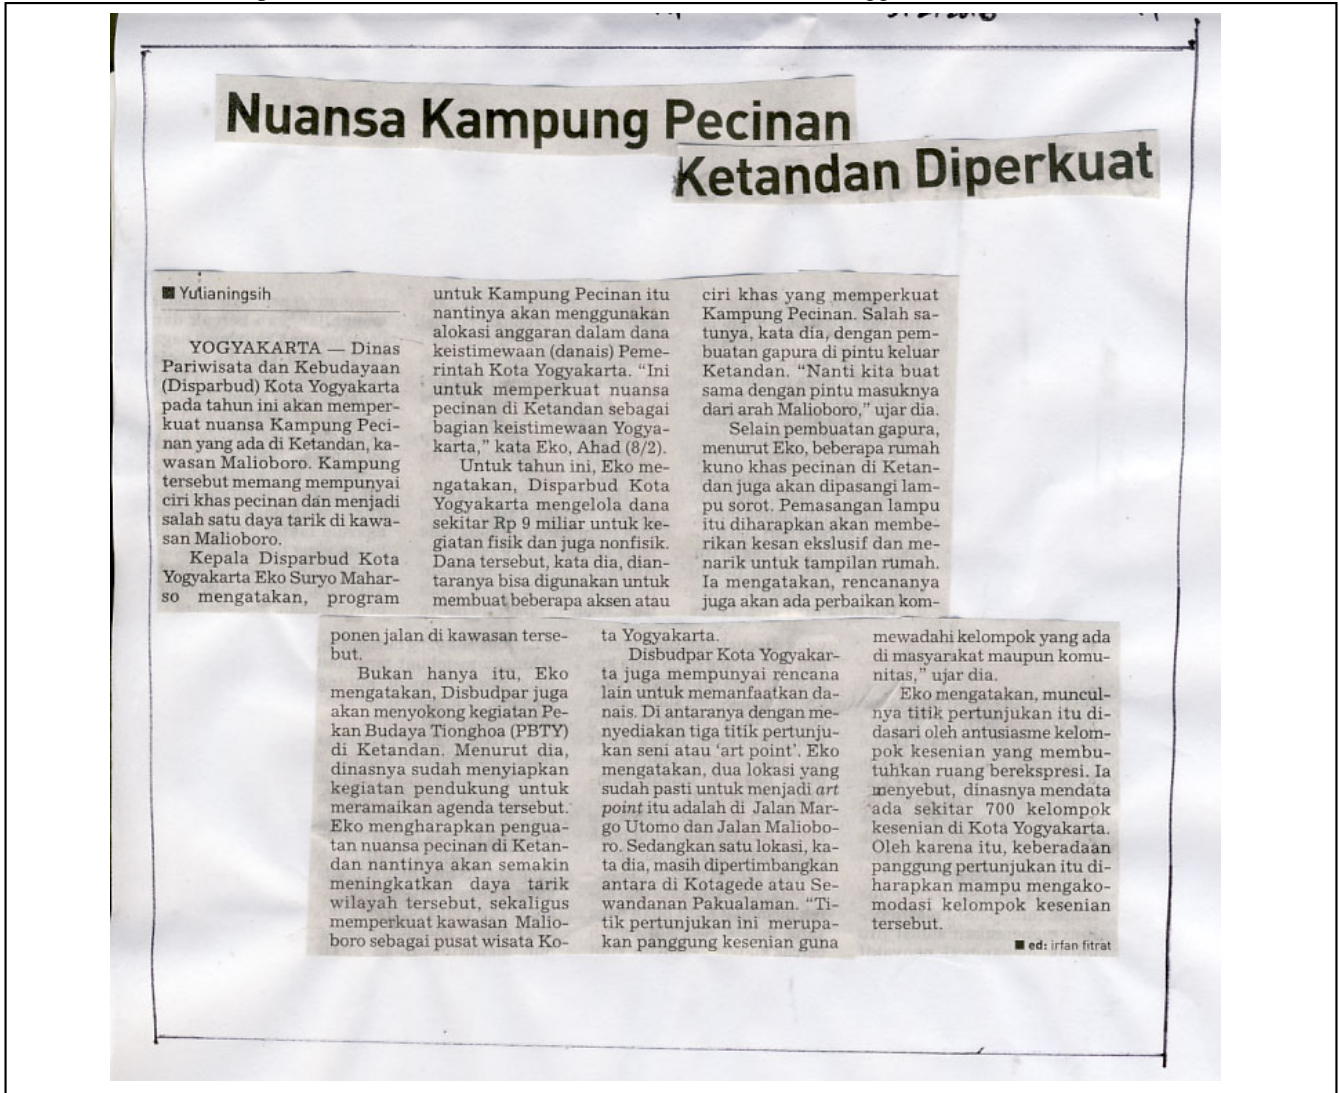 Nuansa Kampung Pecinan
Ketandan Diperkuat
■ Yulianingsih
YOGYAKARTA — Dinas
Pariwisata dan Kebudayaan
(Disparbud) Kota Yogyakarta
pada tahun ini akan memper-
kuat nuansa Kampung Peci-
nan yang ada di Ketandan, ka-
wasan Malioboro. Kampung
tersebut memang mempunyai
ciri khas pecinan dan menjadi
salah satu daya tarik di kawa-
san Malioboro.
Kepala Disparbud Kota
Yogyakarta Eko Suryo Mahar-
so mengatakan, program
untuk Kampung Pecinan itu
nantinya akan menggunakan
alokasi anggaran dalam dana
keistimewaan (danais) Peme-
rintah Kota Yogyakarta. “Ini
untuk memperkuat nuansa
pecinan di Ketandan sebagai
bagian keistimewaan Yogya-
karta,” kata Eko, Ahad (8/2).
Untuk tahun ini, Eko me-
ngatakan, Disparbud Kota
Yogyakarta mengelola dana
sekitar Rp 9 miliar untuk ke-
giatan fisik dan juga nonfisik.
Dana tersebut, kata dia, dian-
taranya bisa digunakan untuk
membuat beberapa aksen atau
ciri khas yang memperkuat
Kampung Pecinan. Salah sa-
tunya, kata dia, dengan pem-
buatan gapura di pintu keluar
Ketandan. “Nanti kita buat
sama dengan pintu masuknya
dari arah Malioboro,” ujar dia.
Selain pembuatan gapura,
menurut Eko, beberapa rumah
kuno khas pecinan di Ketan-
dan juga akan dipasangi lam-
pu sorot. Pemasangan lampu
itu diharapkan akan membe-
rikan kesan ekslusif dan me-
narik untuk tampilan rumah.
Ia mengatakan, rencananya
juga akan ada perbaikan kom-
ponen jalan di kawasan terse-
but.
Bukan hanya itu, Eko
mengatakan, Disbudpar juga
akan menyokong kegiatan Pe-
kan Budaya Tionghoa (PBTY)
di Ketandan. Menurut dia,
dinasnya sudah menyiapkan
kegiatan pendukung untuk
meramaikan agenda tersebut.
Eko mengharapkan pengua-
tan nuansa pecinan di Ketan-
dan nantinya akan semakin
meningkatkan daya tarik
wilayah tersebut, sekaligus
memperkuat kawasan Malio-
boro sebagai pusat wisata Ko-
ta Yogyakarta.
Disbudpar Kota Yogyakar-
ta juga mempunyai rencana
lain untuk memanfaatkan da-
nais. Di antaranya dengan me-
nyediakan tiga titik pertunju-
kan seni atau ‘art point’. Eko
mengatakan, dua lokasi yang
sudah pasti untuk menjadi art
point itu adalah di Jalan Mar-
go Utomo dan Jalan Maliobo-
ro. Sedangkan satu lokasi, ka-
ta dia, masih dipertimbangkan
antara di Kotagede atau Se-
wandanan Pakualaman. “Ti-
tik pertunjukan ini merupa-
kan panggung kesenian guna
mewadahi kelompok yang ada
di masyarakat maupun komu-
nitas,” ujar dia.
Eko mengatakan, muncul-
nya titik pertunjukan itu di-
dasari oleh antusiasme kelom-
pok kesenian yang membu-
tuhkan ruang berekspresi. Ia
menyebut, dinasnya mendata
ada sekitar 700 kelompok
kesenian di Kota Yogyakarta.
Oleh karena itu, keberadaan
panggung pertunjukan itu di-
harapkan mampu mengako-
modasi kelompok kesenian
tersebut.
■ ed: irfan fitrat